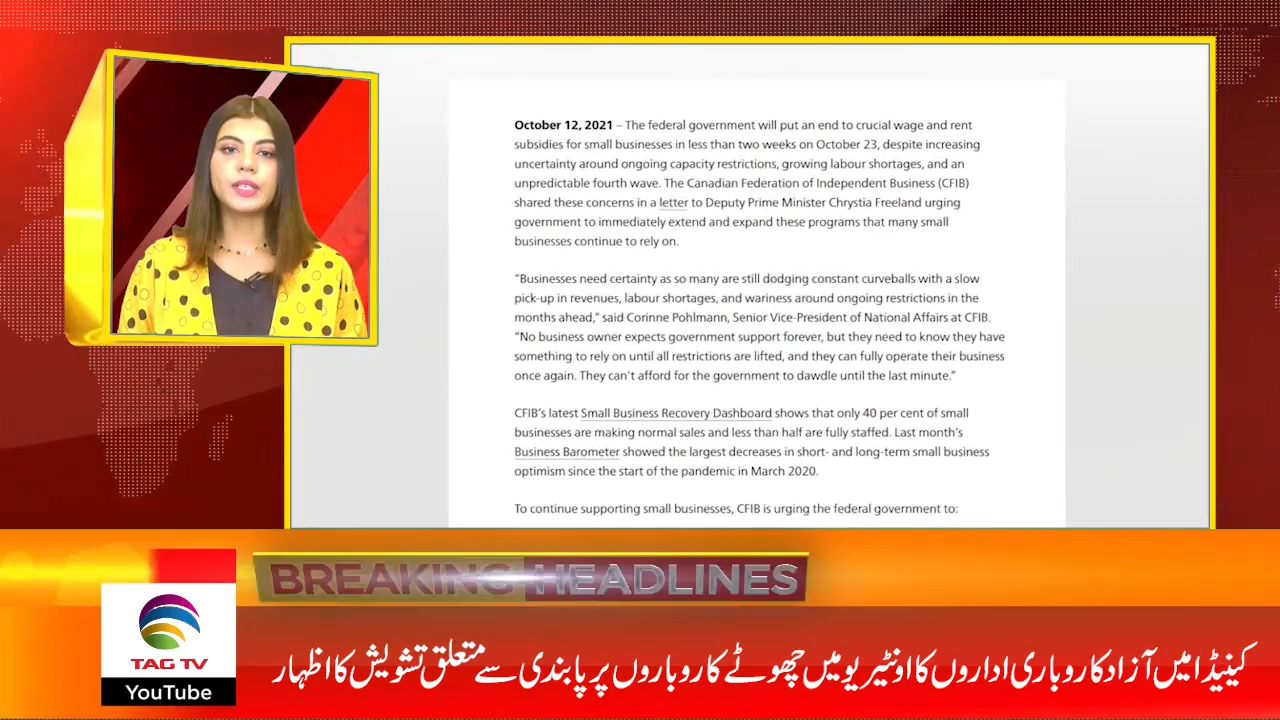 October 12, 2021 – The federal government will put an end to crucial wage and rent
subsidies for small businesses in less than two weeks on October 23, despite increasing
uncertainty around ongoing capacity restrictions, growing labour shortages, and an
unpredictable fourth wave. The Canadian Federation of Independent Business (CFIB)
shared these concerns in a letter to Deputy Prime Minister Chrystia Freeland urging
government to immediately extend and expand these programs that many small
businesses continue to rely on.
“Businesses need certainty as so many are still dodging constant curveballs with a slow
pick-up in revenues, labour shortages, and wariness around ongoing restrictions in the
months ahead,” said Corinne Pohlmann, Senior Vice-President of National Affairs at CFIB.
“No business owner expects government support forever, but they need to know they have
something to rely on until all restrictions are lifted, and they can fully operate their business
once again. They can’t afford for the government to dawdle until the last minute.”
CFIB’s latest Small Business Recovery Dashboard shows that only 40 per cent of small
businesses are making normal sales and less than half are fully staffed. Last month’s
Business Barometer showed the largest decreases in short- and long-term small business
optimism since the start of the pandemic in March 2020.
To continue supporting small businesses, CFIB is urging the federal government to:
BREAKING HEADLINES
TAG TV
YouTube
کینیڈا میں آزاد کاروباری اداروں کا اونٹیریو میں چھوٹے کاروباروں پر پابندی سے متعلق تشویش کا اظہار